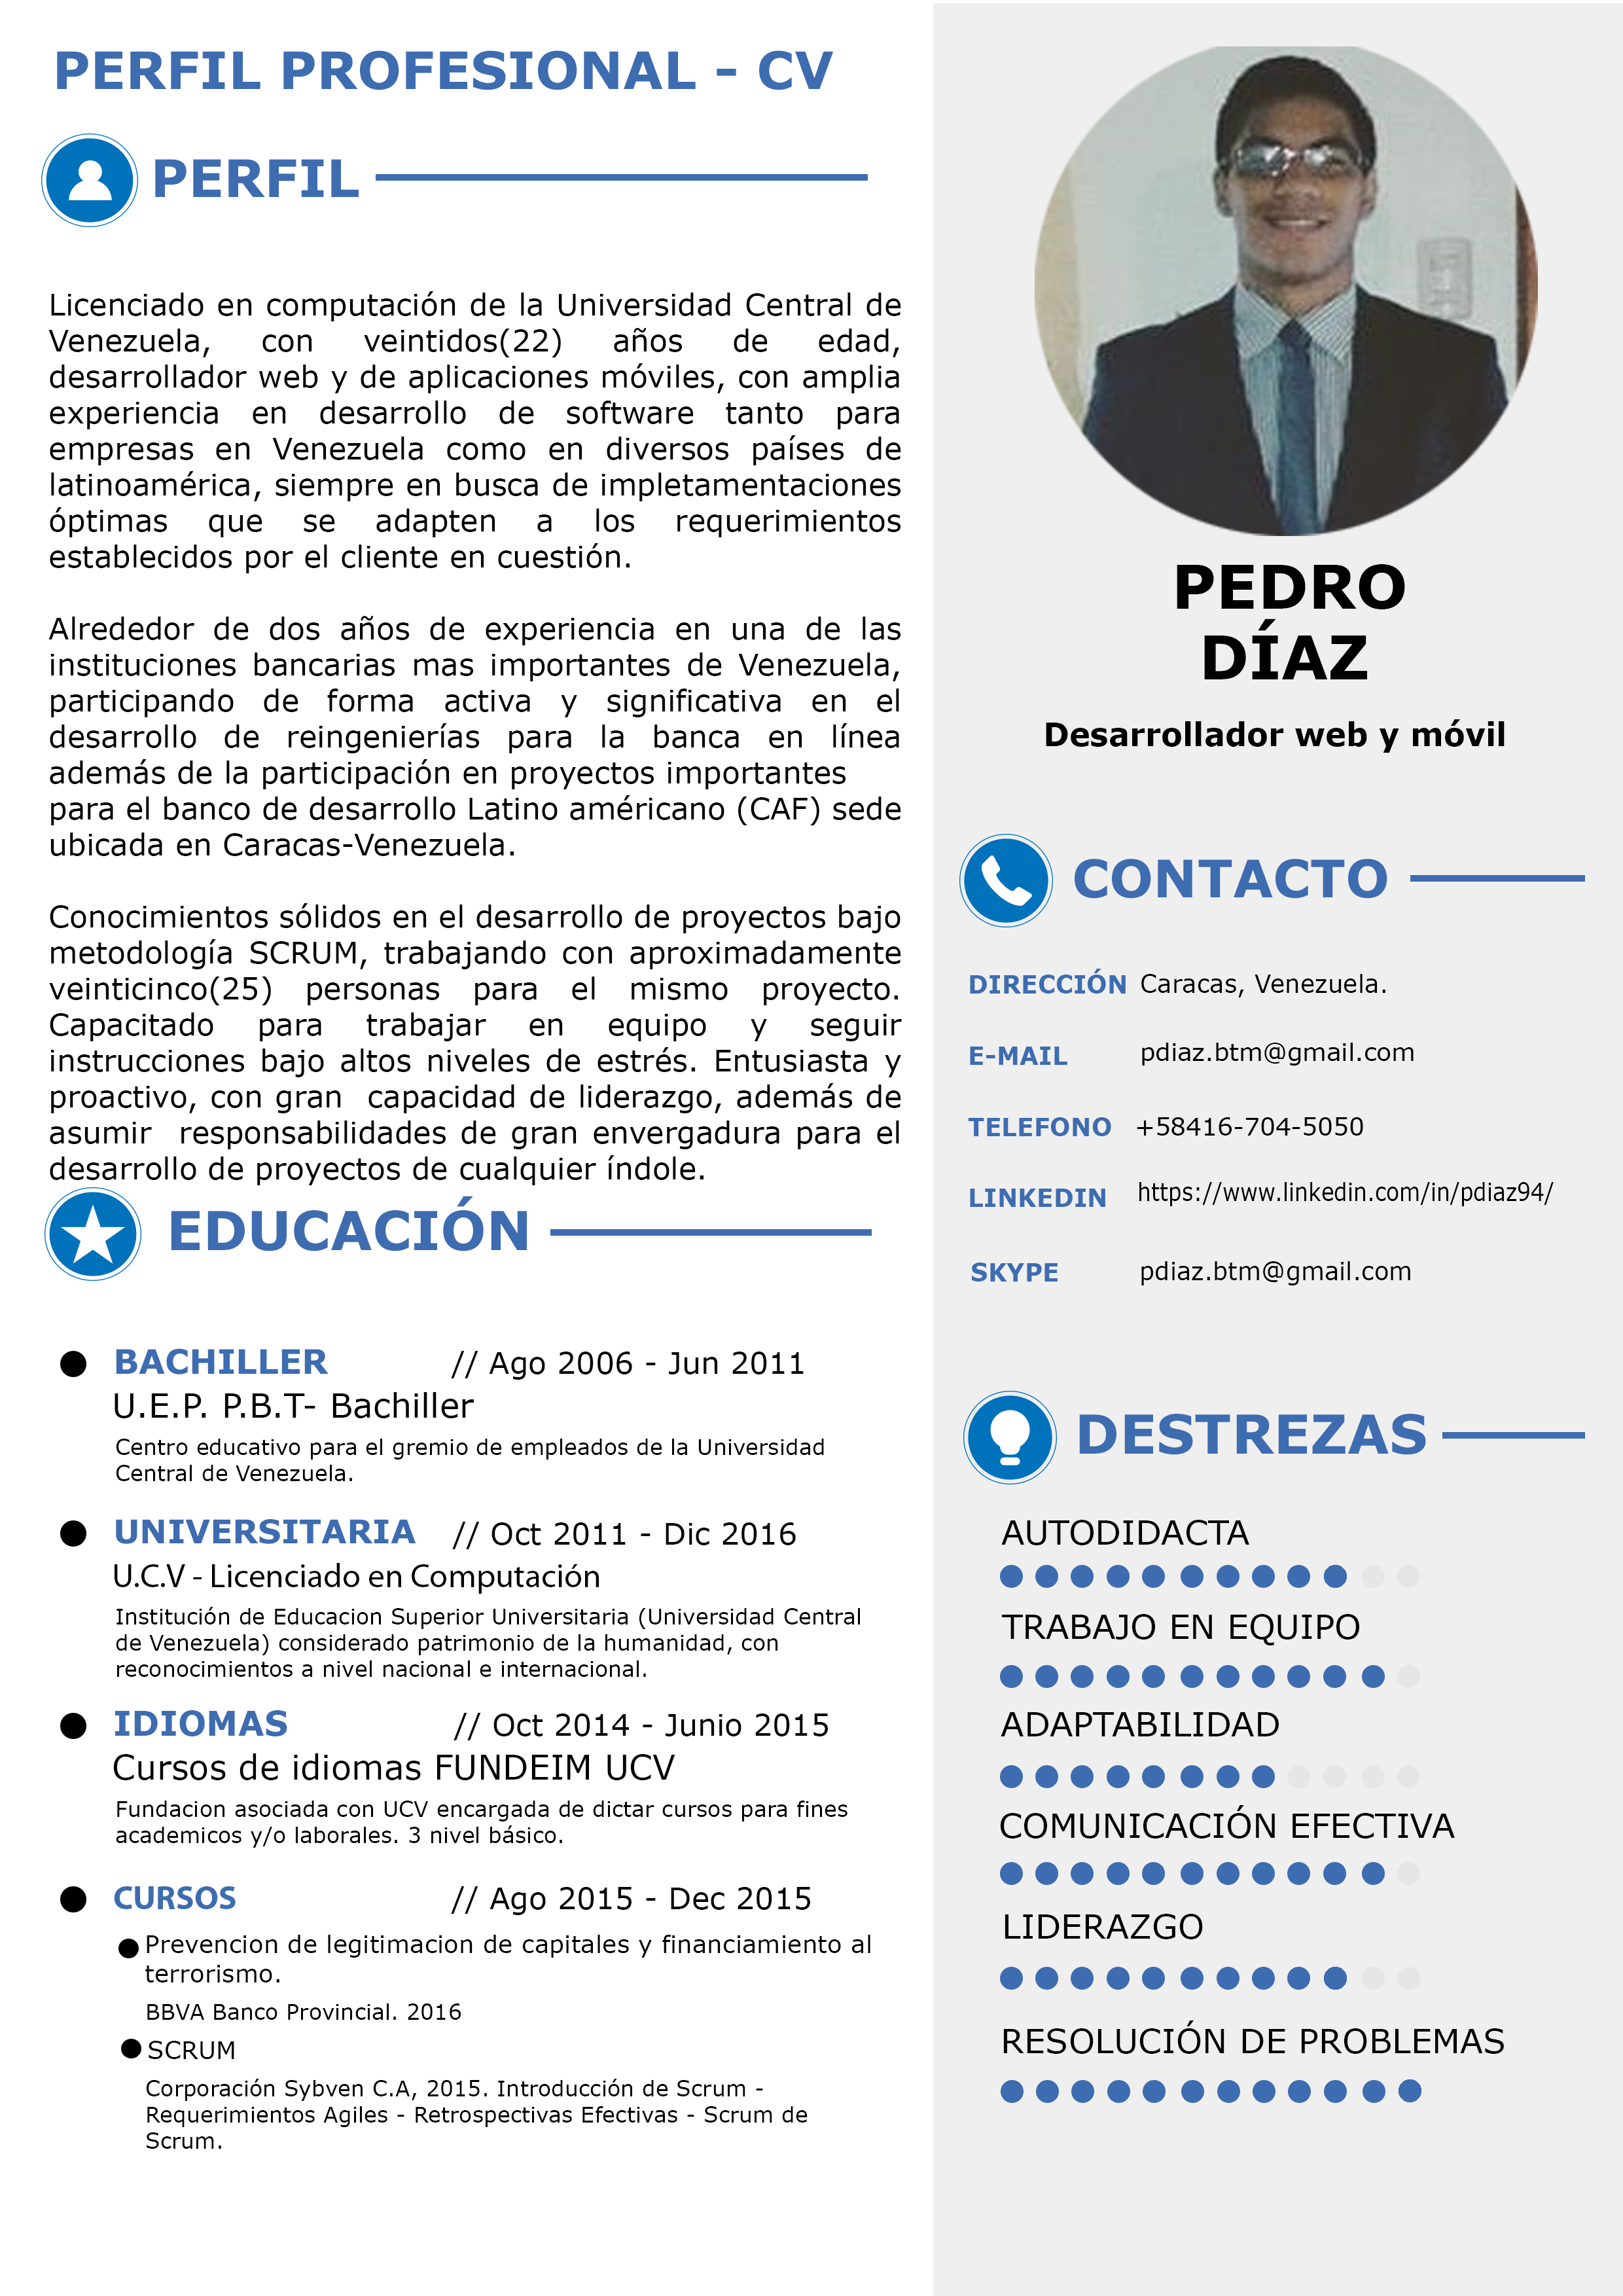 PERFIL PROFESIONAL - CV
PERFIL
Licenciado en computación de la Universidad Central de
Venezuela, con veintidos(22) años de edad,
desarrollador web y de aplicaciones móviles, con amplia
experiencia en desarrollo de software tanto para
empresas en Venezuela como en diversos países de
latinoamérica, siempre en busca de impletamentaciones
óptimas que se adapten a los requerimientos
establecidos por el cliente en cuestión.
Alrededor de dos años de experiencia en una de las
instituciones bancarias mas importantes de Venezuela,
participando de forma activa y significativa en el
desarrollo de reingenierías para la banca en línea
además de la participación en proyectos importantes
para el banco de desarrollo Latino américano (CAF) sede
ubicada en Caracas-Venezuela.
Conocimientos sólidos en el desarrollo de proyectos bajo
metodología SCRUM, trabajando con aproximadamente
veinticinco(25) personas para el mismo proyecto.
Capacitado para trabajar en equipo y seguir
instrucciones bajo altos niveles de estrés. Entusiasta y
proactivo, con gran capacidad de liderazgo, además de
asumir responsabilidades de gran envergadura para el
desarrollo de proyectos de cualquier índole.
EDUCACIÓN
BACHILLER // Ago 2006 - Jun 2011
U.E.P. P.B.T- Bachiller
Centro educativo para el gremio de empleados de la Universidad
Central de Venezuela.
UNIVERSITARIA // Oct 2011 - Dic 2016
U.C.V - Licenciado en Computación
Institución de Educacion Superior Universitaria (Universidad Central
de Venezuela) considerado patrimonio de la humanidad, con
reconocimientos a nivel nacional e internacional.
IDIOMAS // Oct 2014 - Junio 2015
Cursos de idiomas FUNDEIM UCV
Fundacion asociada con UCV encargada de dictar cursos para fines
academicos y/o laborales. 3 nivel básico.
CURSOS // Ago 2015 - Dec 2015
Prevencion de legitimacion de capitales y financiamiento al
terrorismo.
BBVA Banco Provincial. 2016
SCRUM
Corporación Sybven C.A, 2015. Introducción de Scrum -
Requerimientos Agiles - Retrospectivas Efectivas - Scrum de
Scrum.
PEDRO
DÍAZ
Desarrollador web y móvil
CONTACTO
DIRECCIÓN Caracas, Venezuela.
E-MAIL pdiaz.btm@gmail.com
TELEFONO +58416-704-5050
LINKEDIN https://www.linkedin.com/in/pdiaz94/
SKYPE pdiaz.btm@gmail.com
DESTREZAS
AUTODIDACTA
TRABAJO EN EQUIPO
ADAPTABILIDAD
COMUNICACIÓN EFECTIVA
LIDERAZGO
RESOLUCIÓN DE PROBLEMAS